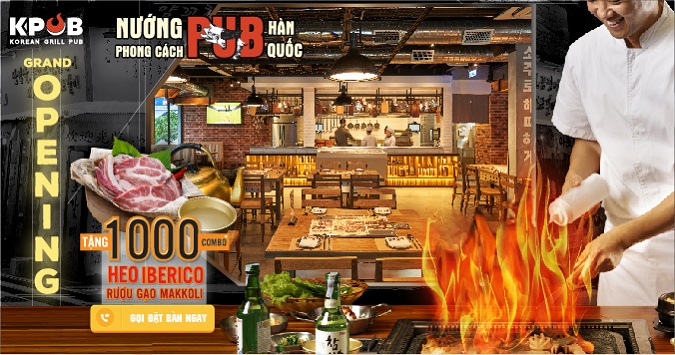 KPUB
KOREAN GRILL PUB
NƯỚNG
PHONG CÁCH
PUB
HÀN
QUỐC
GRAND
OPENING
TẶNG 1000 COMBO
HEO IBERICO
RƯỢU GẠO MAKKOLI
GỌI ĐẶT BÀN NGAY